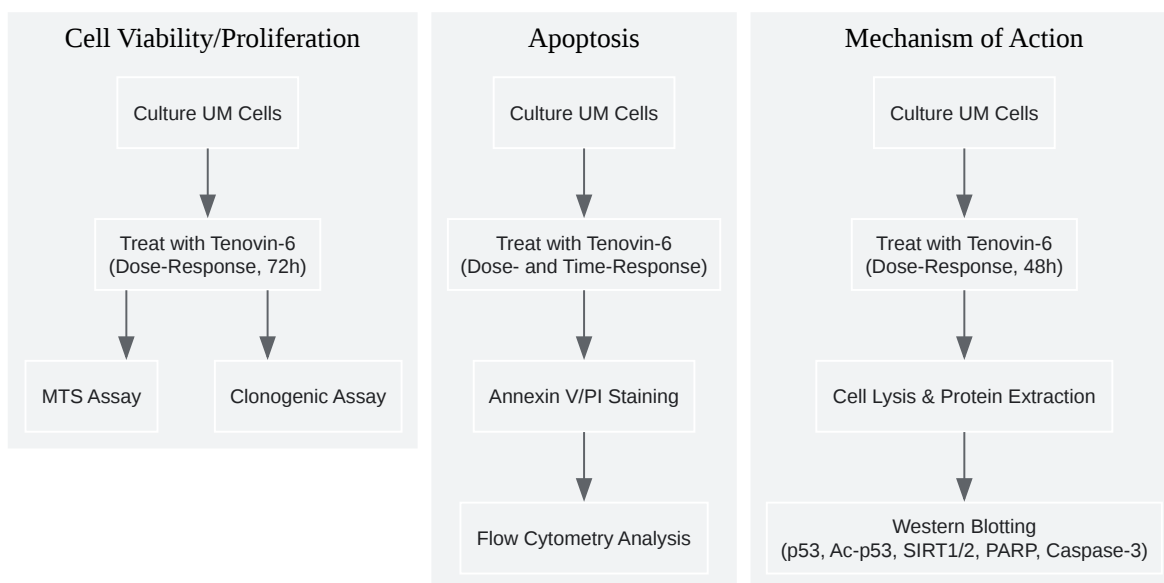 Cell Viability/Proliferation
Culture UM Cells
Treat with Tenovin-6
(Dose-Response, 72h)
MTS Assay
Clonogenic Assay
Apoptosis
Culture UM Cells
Treat with Tenovin-6
(Dose- and Time-Response)
Annexin V/PI Staining
Flow Cytometry Analysis
Mechanism of Action
Culture UM Cells
Treat with Tenovin-6
(Dose-Response, 48h)
Cell Lysis & Protein Extraction
Western Blotting
(p53, Ac-p53, SIRT1/2, PARP, Caspase-3)